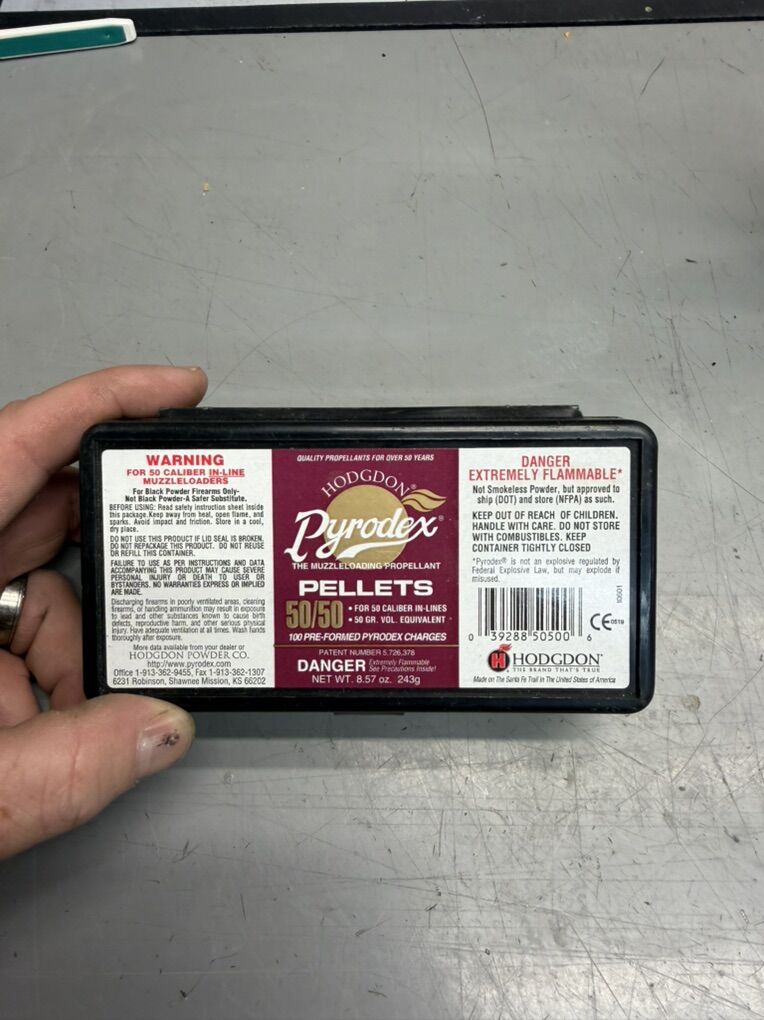 WARNING
FOR 50 CALIBER IN-LINE
MUZZLELOADERS
For Black Powder Firearms Only-
Not Black Powder-A Safer Substitute.
BEFORE USING: Read safety instruction sheet inside
this package. Keep away from heat, open flame, and
sparks. Avoid impact and friction. Store in a cool,
dry place.
DO NOT USE THIS PRODUCT IF LID SEAL IS BROKEN.
DO NOT REPACKAGE THIS PRODUCT. DO NOT REUSE
OR REFILL THIS CONTAINER.
FAILURE TO USE AS PER INSTRUCTIONS AND DATA
ACCOMPANYING THIS PRODUCT MAY CAUSE SEVERE
PERSONAL INJURY OR DEATH TO USER OR
BYSTANDERS. NO WARRANTIES EXPRESS OR IMPLIED
ARE MADE.
Discharging firearms in poorly ventilated areas, cleaning
firearms, or handling ammunition may result in exposure
to lead and other substances known to cause birth
defects, reproductive harm, and other serious physical
injury. Have adequate ventilation at all times. Wash hands
thoroughly after exposure.
More data available from your dealer or
HODGDON POWDER CO.
http://www.pyrodex.com
Office 1-913-362-9455, Fax 1-913-362-1307
6231 Robinson, Shawnee Mission, KS 66202
QUALITY PROPELLANTS FOR OVER 50 YEARS
HODGDON®
Pyrodex®
THE MUZZLELOADING PROPELLANT
PELLETS
50/50
• FOR 50 CALIBER IN-LINES
• 50 GR. VOL. EQUIVALENT
100 PRE-FORMED PYRODEX CHARGES
PATENT NUMBER 5,726,378
DANGER Extremely Flammable
See Precautions Inside!
NET WT. 8.57 oz. 243g
DANGER
EXTREMELY FLAMMABLE*
Not Smokeless Powder, but approved to
ship (DOT) and store (NFPA) as such.
KEEP OUT OF REACH OF CHILDREN.
HANDLE WITH CARE. DO NOT STORE
WITH COMBUSTIBLES. KEEP
CONTAINER TIGHTLY CLOSED
*Pyrodex® is not an explosive regulated by
Federal Explosive Law, but may explode if
misused.
0 39288 50500 6
CE 0519
H HODGDON®
THE BRAND THAT'S TRUE
Made on The Santa Fe Trail in The United States of America